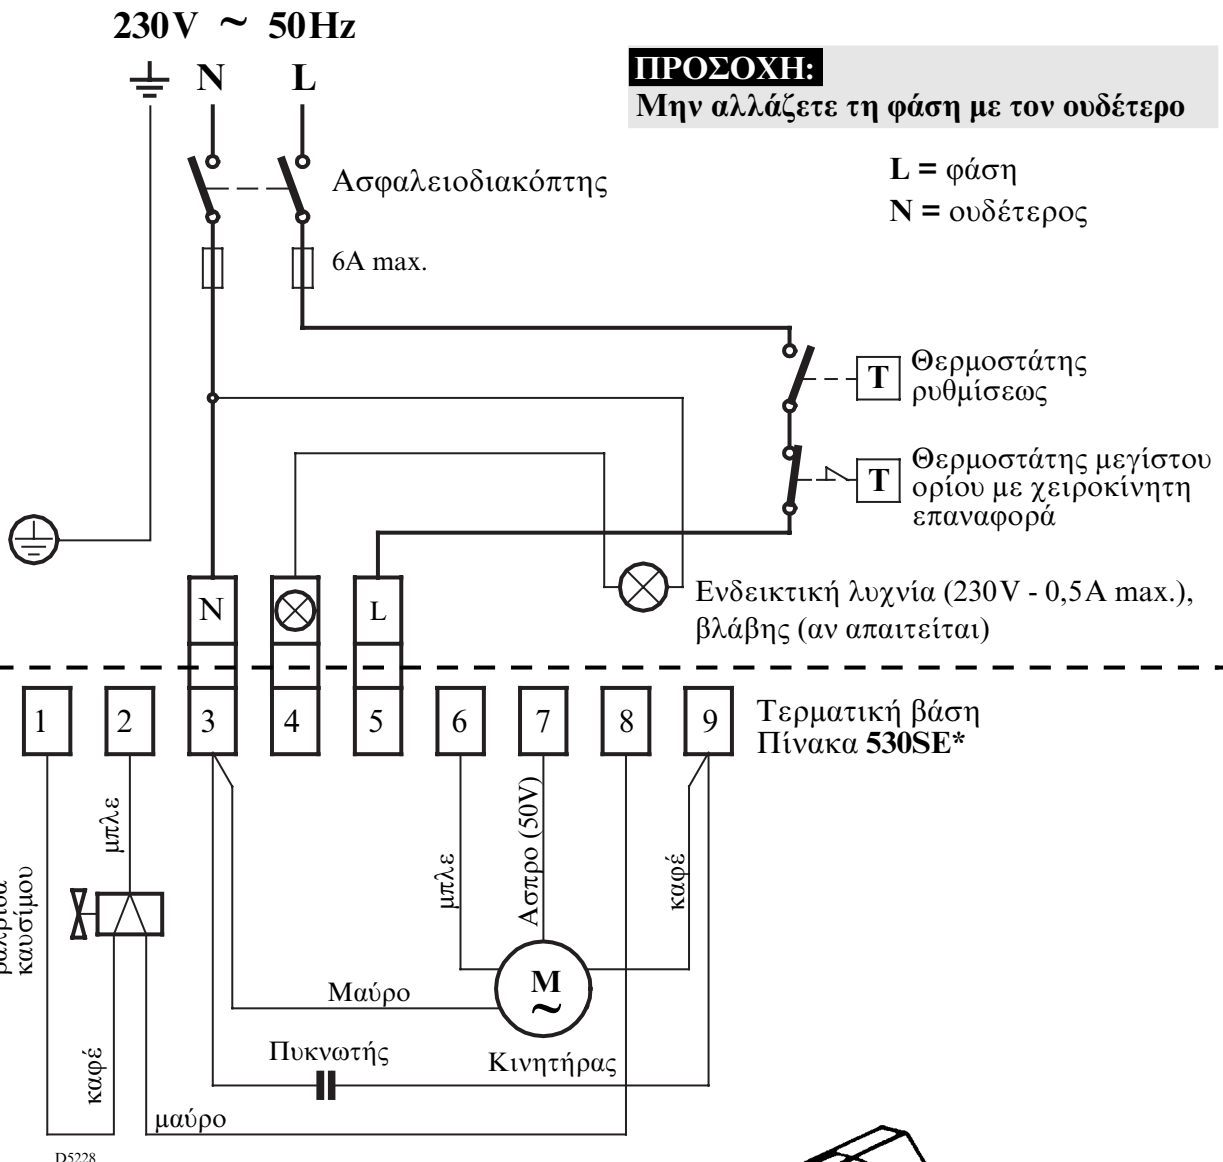 230V ~ 50Hz
N L
ΠΡΟΣΟΧΗ:
Μην αλλάζετε τη φάση με τον ουδέτερο
L = φάση
N = ουδέτερος
Ασφαλειοδιακόπτης
6A max.
T
Θερμοστάτης
ρυθμίσεως
T
Θερμοστάτης μεγίστου
ορίου με χειροκίνητη
επαναφορά
Ενδεικτική λυχνία (230V - 0,5A max.),
βλάβης (αν απαιτείται)
N L
1 2 3 4 5 6 7 8 9
Τερματική βάση
Πίνακα 530SE*
μπλε
μπλε
Ασπρο (50V)
καφέ
καυσίμου
M
~
Μαύρο
Πυκνωτής
Κινητήρας
καφέ
μαύρο
D5228